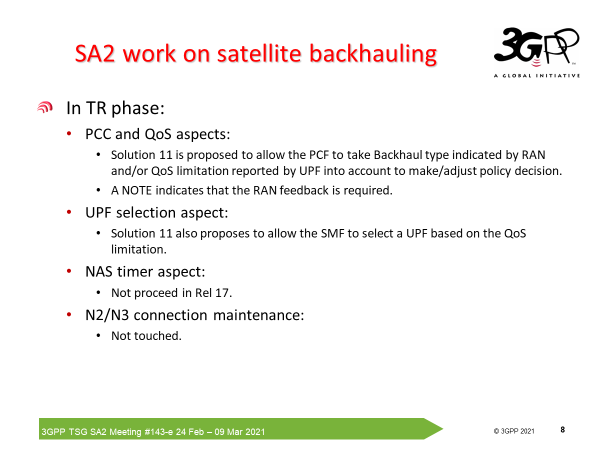 SA2 work on satellite backhauling
3GPP
A GLOBAL INITIATIVE
In TR phase:
• PCC and QoS aspects:
• Solution 11 is proposed to allow the PCF to take Backhaul type indicated by RAN
and/or QoS limitation reported by UPF into account to make/adjust policy decision.
• A NOTE indicates that the RAN feedback is required.
• UPF selection aspect:
• Solution 11 also proposes to allow the SMF to select a UPF based on the QoS
limitation.
• NAS timer aspect:
• Not proceed in Rel 17.
• N2/N3 connection maintenance:
• Not touched.
3GPP TSG SA2 Meeting #143-e 24 Feb – 09 Mar 2021
© 3GPP 2021
8